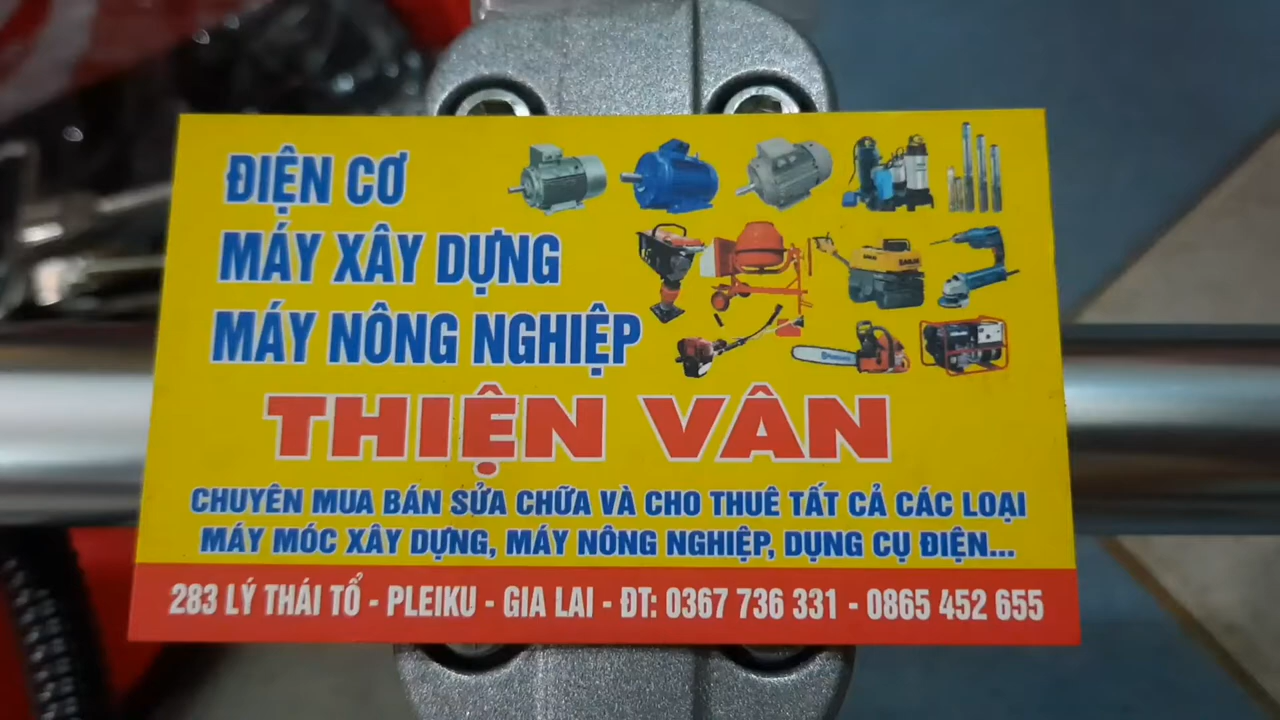 ĐIỆN CƠ
MÁY XÂY DỰNG
MÁY NÔNG NGHIỆP
THIỆN VÂN
CHUYÊN MUA BÁN SỬA CHỮA VÀ CHO THUÊ TẤT CẢ CÁC LOẠI
MÁY MÓC XÂY DỰNG, MÁY NÔNG NGHIỆP, DỤNG CỤ ĐIỆN...
283 LÝ THÁI TỔ - PLEIKU - GIA LAI - ĐT: 0367 736 331 - 0865 452 655